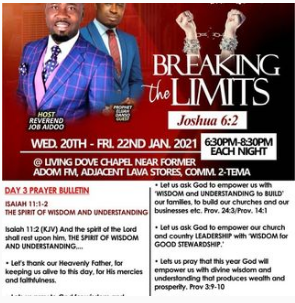 BREAKING
the LIMITS
Joshua 6:2
HOST
REVEREND
JOB AIDOO
PROPHET
GUEST
WED. 20TH - FRI. 22ND JAN. 2021
6:30PM-8:30PM
EACH NIGHT
@ LIVING DOVE CHAPEL NEAR FORMER
ADOM FM, ADJACENT LAVA STORES, COMM. 2-TEMA
DAY 3 PRAYER BULLETIN
ISAIAH 11:1-2
THE SPIRIT OF WISDOM AND UNDERSTANDING
Isaiah 11:2 (KJV) And the spirit of the Lord
shall rest upon him, THE SPIRIT OF WISDOM
AND UNDERSTANDING....
• Let's thank our Heavenly Father, for
keeping us alive to this day, for His mercies
and faithfulness.
• Let us ask God to empower us with
'WISDOM and UNDERSTANDING to BUILD'
our families, to build our churches and our
businesses etc. Prov. 24:3/Prov. 14:1
• Let us ask God to empower our church
and country LEADERSHIP with 'WISDOM for
GOOD STEWARDSHIP.'
• Lets us pray that this year God will
empower us with divine wisdom and
understanding that produces wealth and
prosperity. Prov 3:9-10